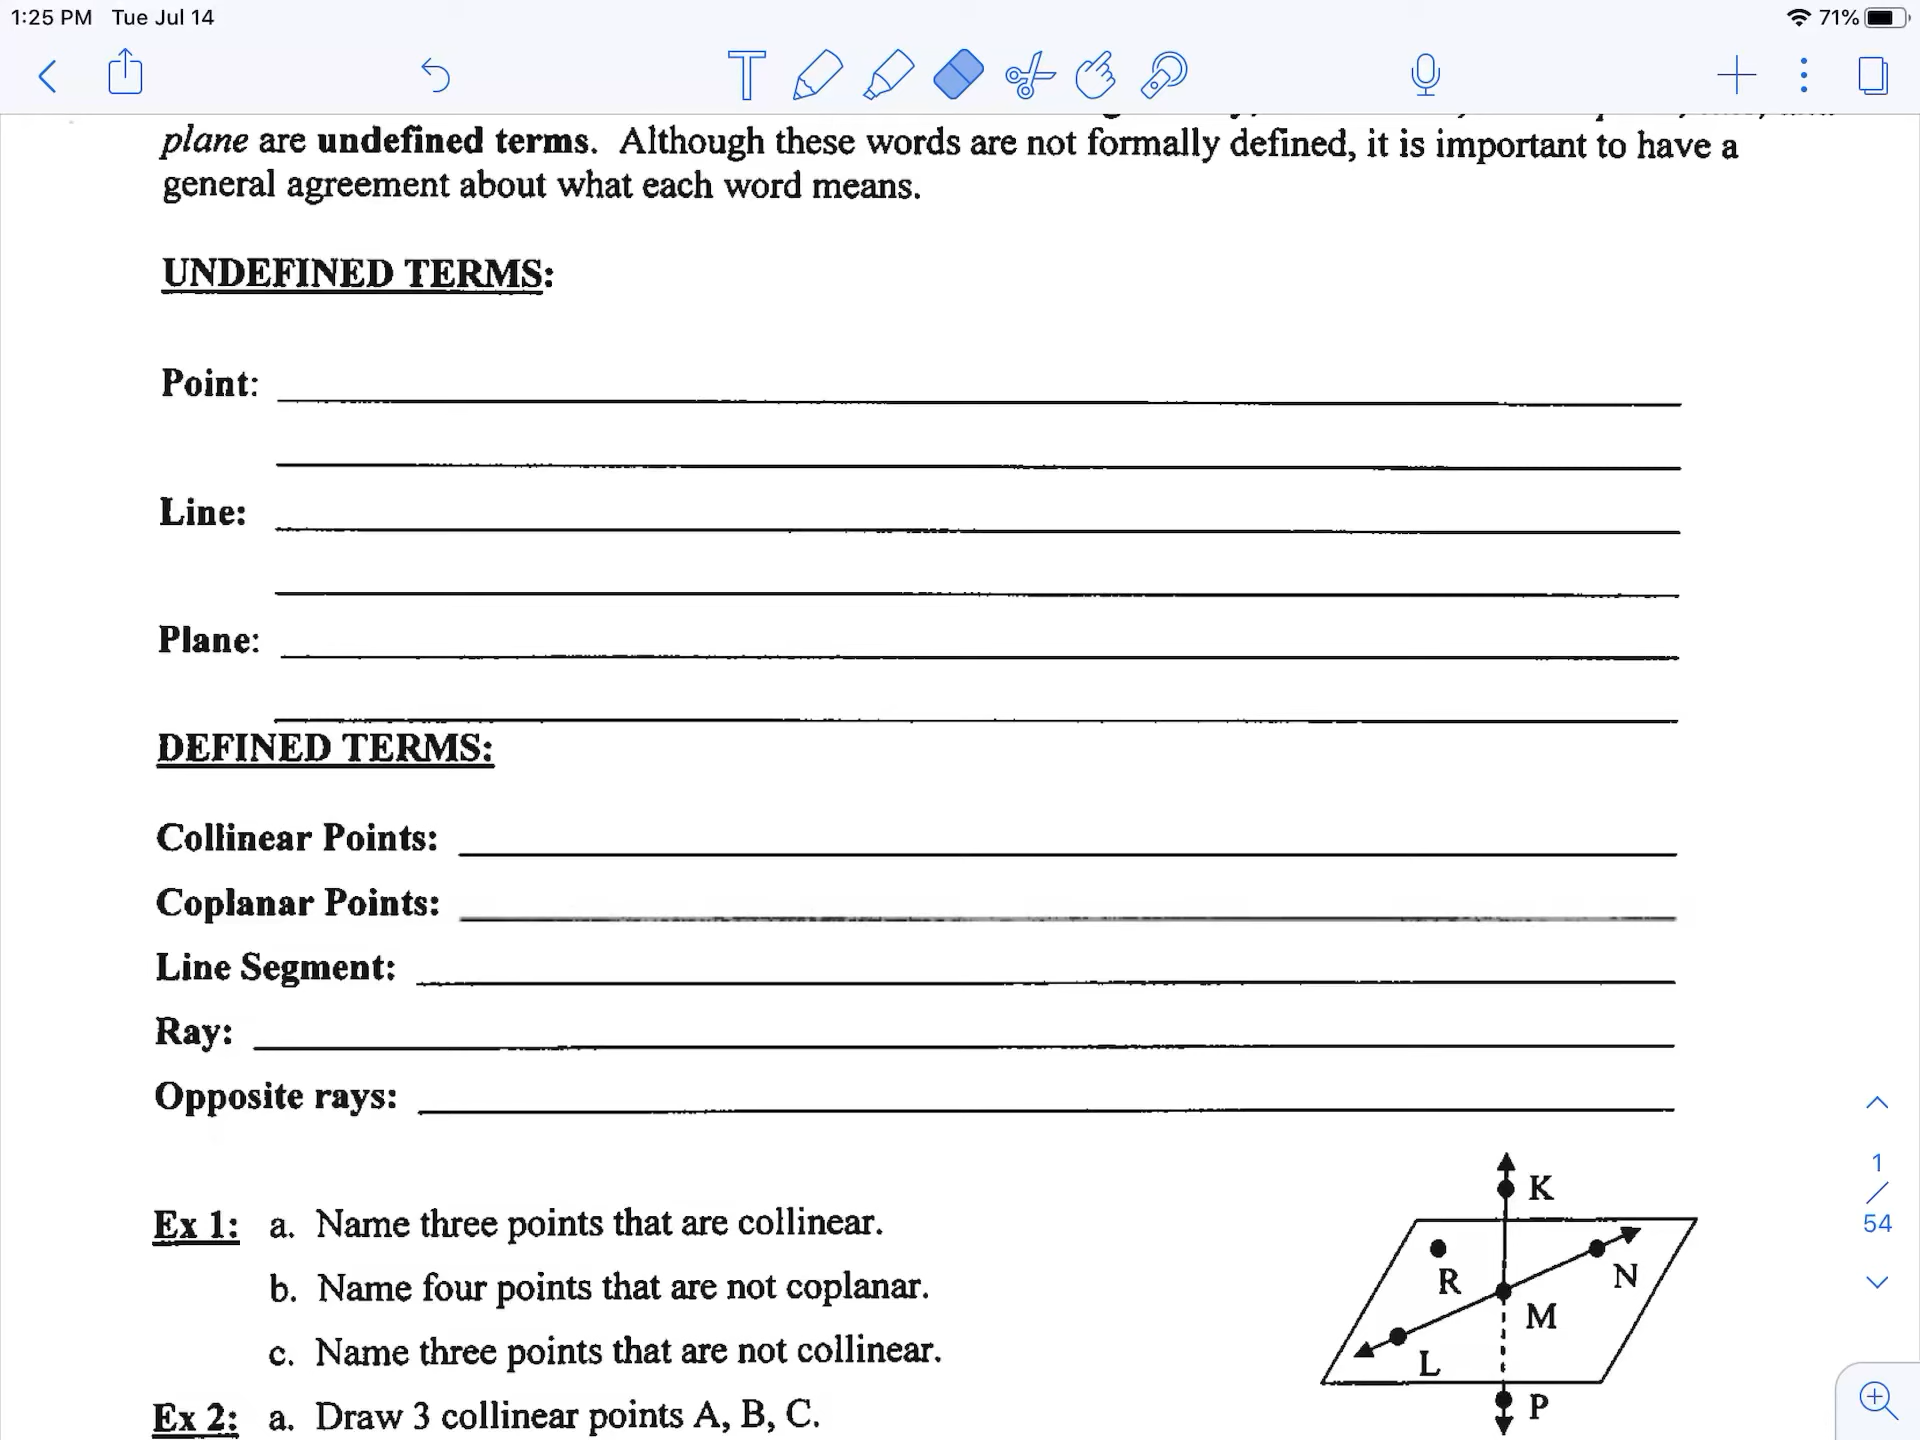 1:25 PM Tue Jul 14
71%
plane are undefined terms. Although these words are not formally defined, it is important to have a
general agreement about what each word means.
UNDEFINED TERMS:
Point:
Line:
Plane:
DEFINED TERMS:
Collinear Points:
Coplanar Points:
Line Segment:
Ray:
Opposite rays:
Ex 1: a. Name three points that are collinear.
b. Name four points that are not coplanar.
c. Name three points that are not collinear.
Ex 2: a. Draw 3 collinear points A, B, C.
K
R
N
M
L
P
1
/
54